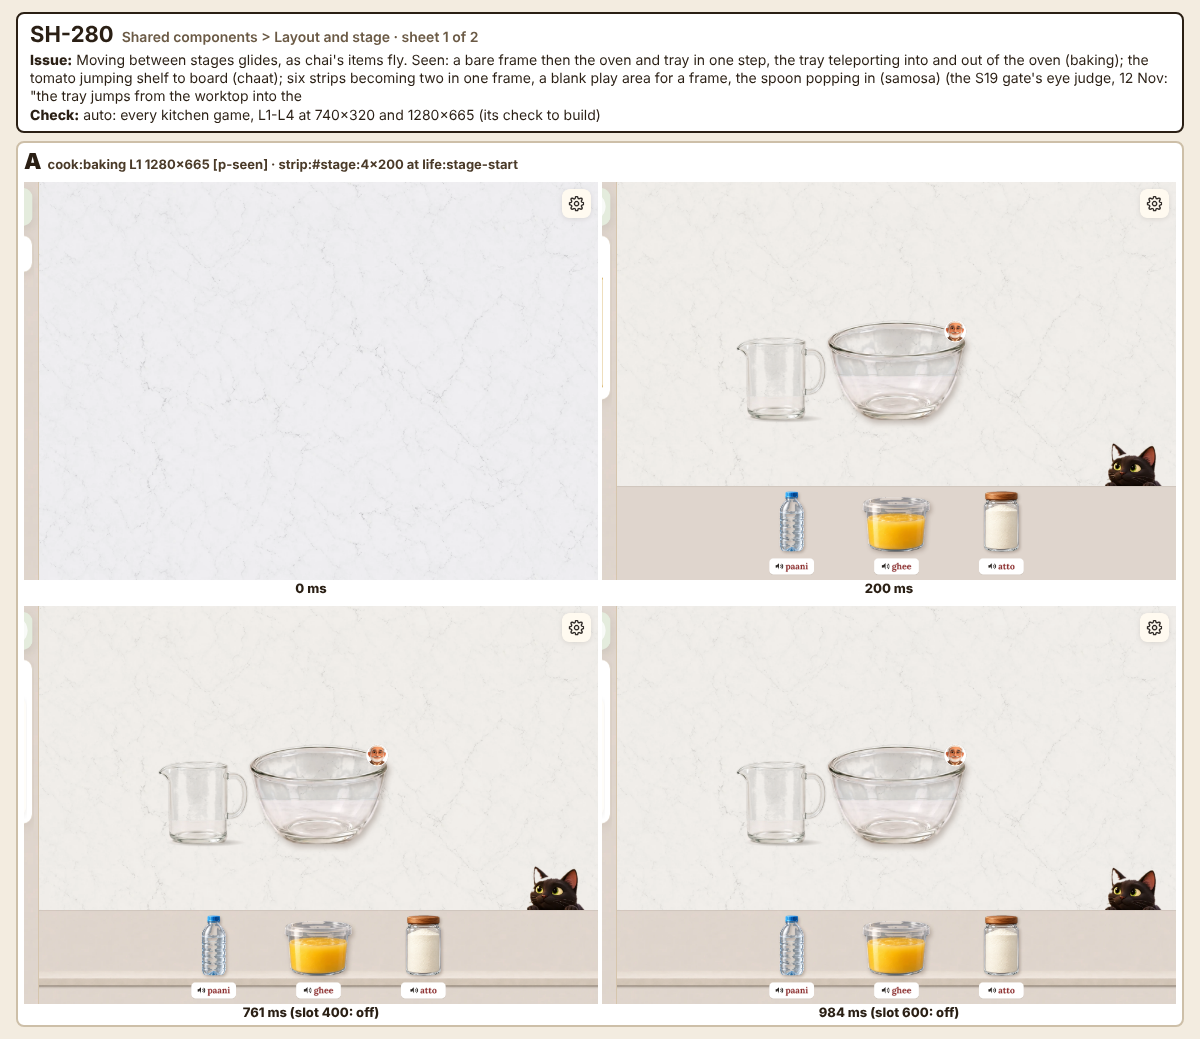 SH-280 Shared components > Layout and stage · sheet 1 of 2
Issue: Moving between stages glides, as chai's items fly. Seen: a bare frame then the oven and tray in one step, the tray teleporting into and out of the oven (baking); the
tomato jumping shelf to board (chaat); six strips becoming two in one frame, a blank play area for a frame, the spoon popping in (samosa) (the S19 gate's eye judge, 12 Nov:
"the tray jumps from the worktop into the
Check: auto: every kitchen game, L1-L4 at 740×320 and 1280×665 (its check to build)
A cook:baking L1 1280×665 [p-seen] · strip:#stage:4×200 at life:stage-start
paani ghee atto
0 ms 200 ms
paani ghee atto paani ghee atto
761 ms (slot 400: off) 984 ms (slot 600: off)